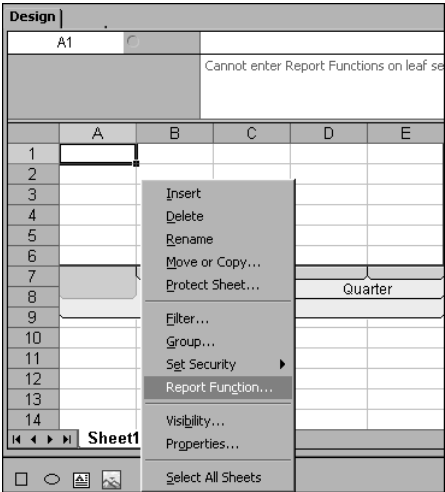 Design
A1
Cannot enter Report Functions on leaf se
A B C D E
1
2
3
4
5
6
7
8
9
10
11
12
13
14
Insert
Delete
Rename
Move or Copy...
Protect Sheet...
Filter...
Group...
Set Security
Report Function...
Visibility...
Properties...
Select All Sheets
Quarter
Sheet1